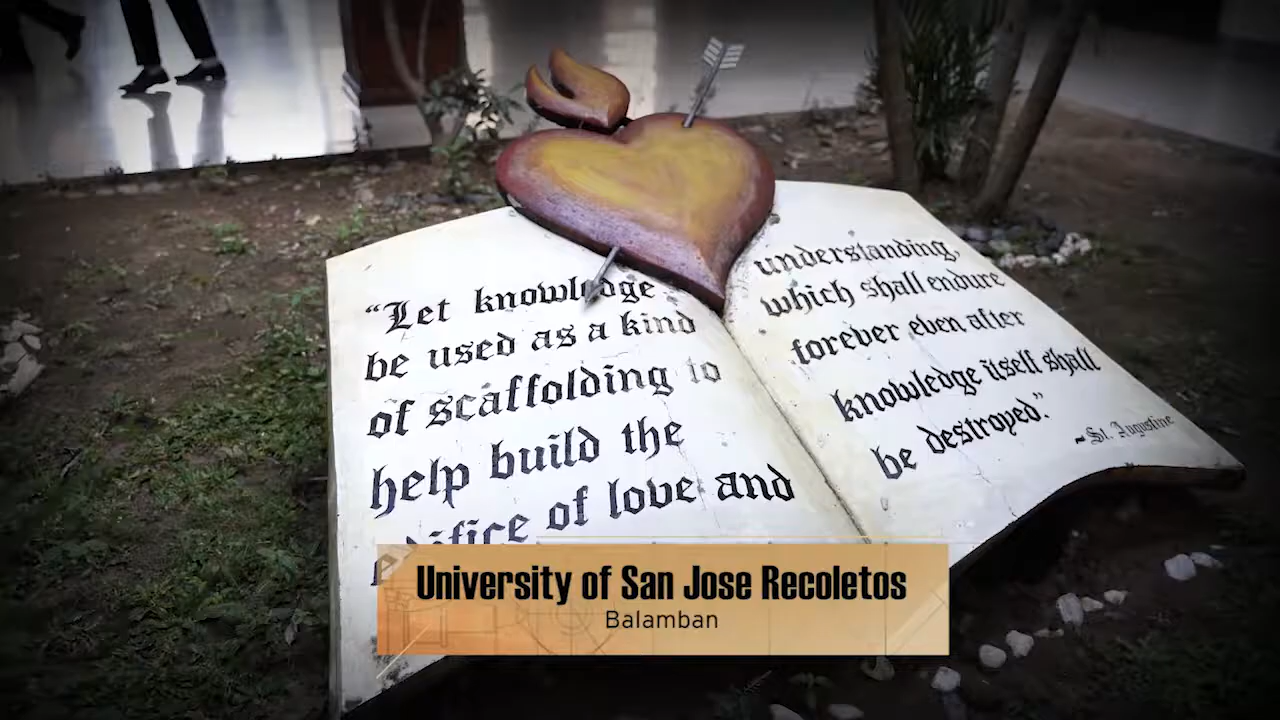 “Let knowledge
be used as a kind
of scaffolding to
help build the
edifice of love and
understanding,
which shall endure
forever even after
knowledge itself shall
be destroyed.”
~St. Augustine
University of San Jose Recoletos
Balamban